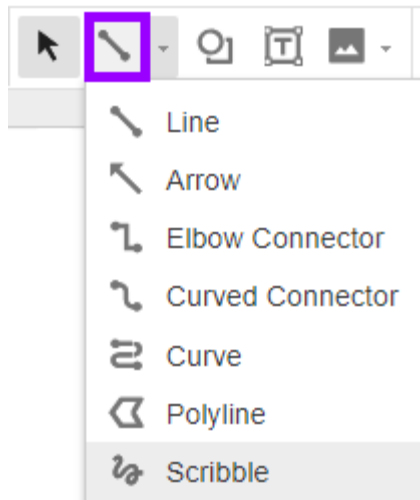 T
Line
Arrow
Elbow Connector
Curved Connector
Curve
Polyline
Scribble